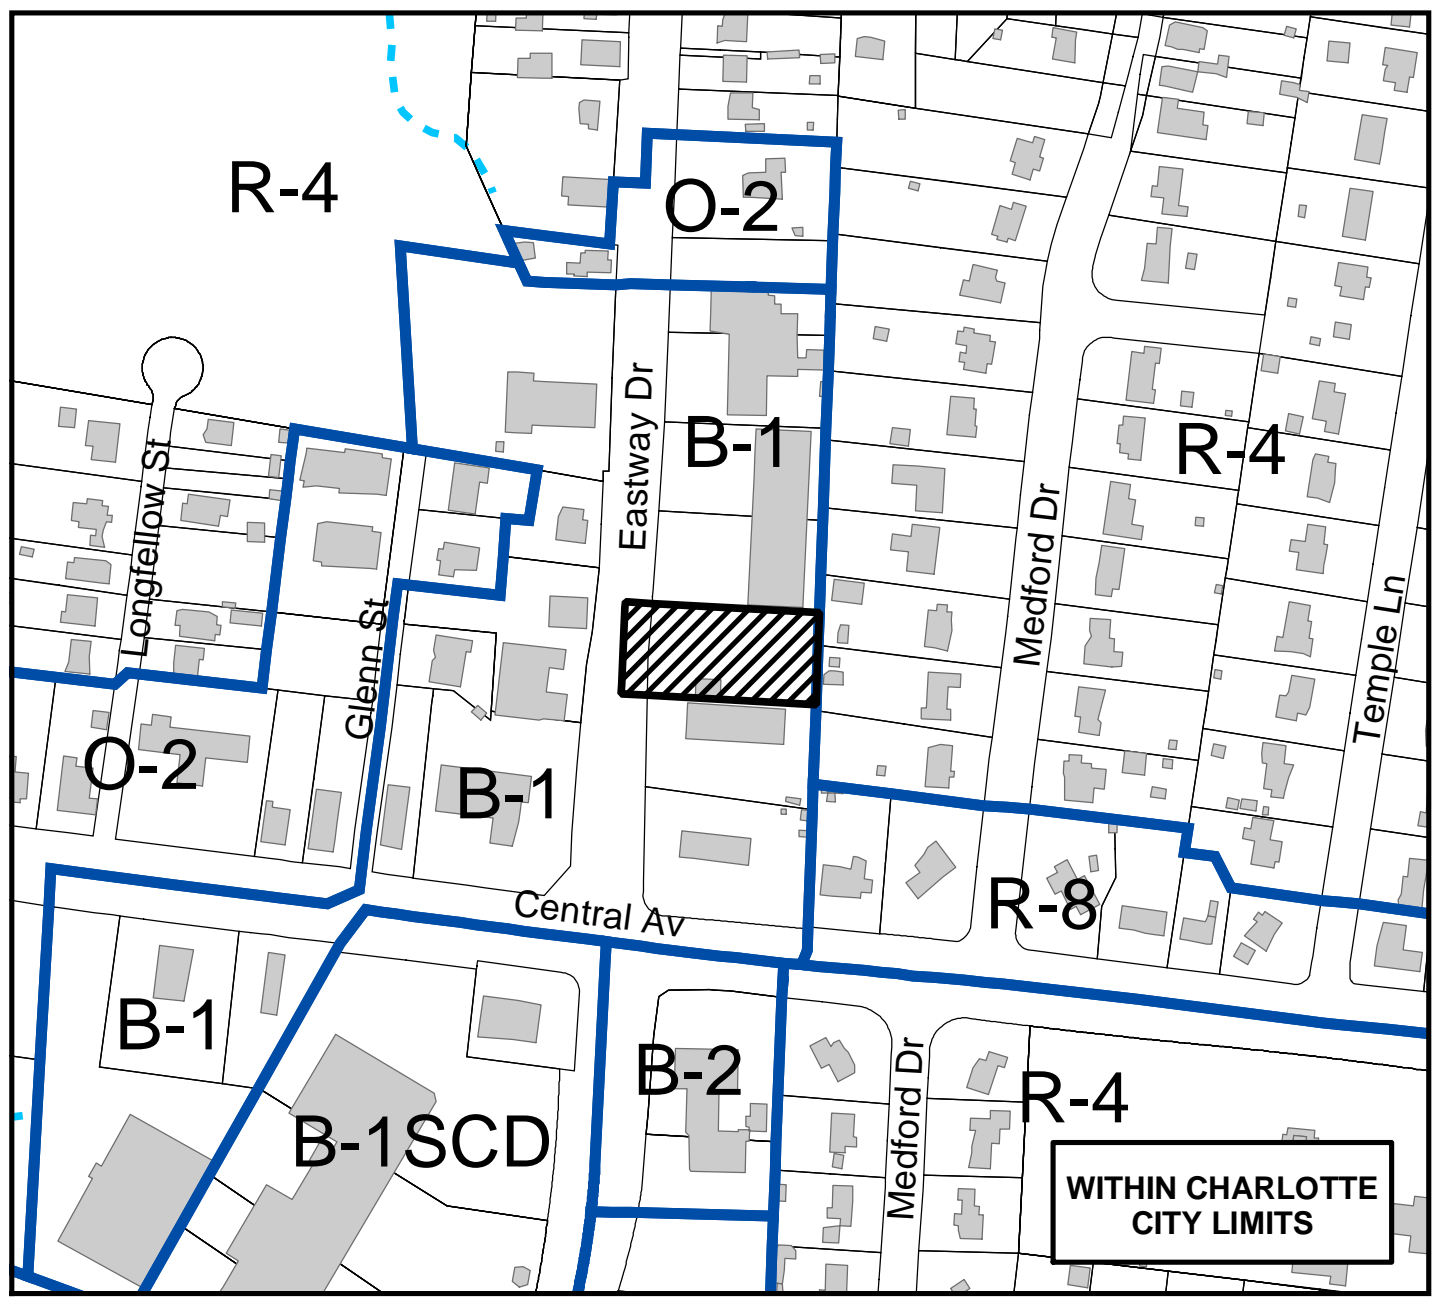 R-4
O-2
Eastway Dr
B-1
R-4
Longfellow St
Medford Dr
Glenn St
Temple Ln
O-2
B-1
Central Av
R-8
B-1
B-2
Medford Dr
R-4
B-1SCD
WITHIN CHARLOTTE
CITY LIMITS